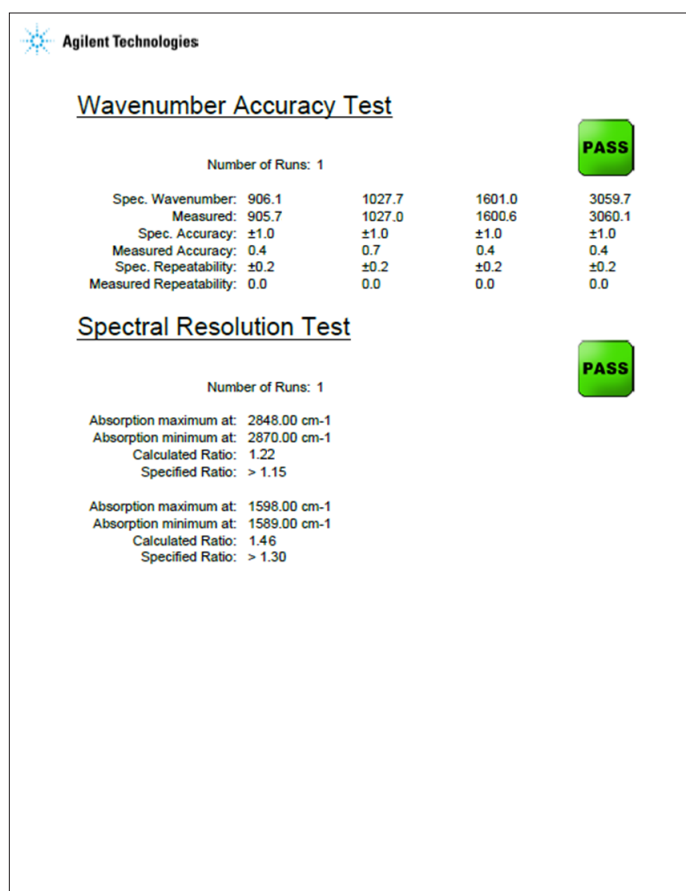 Agilent Technologies
Wavenumber Accuracy Test
PASS
Number of Runs: 1
Spec. Wavenumber: 906.1 1027.7 1601.0 3059.7
Measured: 905.7 1027.0 1600.6 3060.1
Spec. Accuracy: ±1.0 ±1.0 ±1.0 ±1.0
Measured Accuracy: 0.4 0.7 0.4 0.4
Spec. Repeatability: ±0.2 ±0.2 ±0.2 ±0.2
Measured Repeatability: 0.0 0.0 0.0 0.0
Spectral Resolution Test
PASS
Number of Runs: 1
Absorption maximum at: 2848.00 cm-1
Absorption minimum at: 2870.00 cm-1
Calculated Ratio: 1.22
Specified Ratio: > 1.15
Absorption maximum at: 1598.00 cm-1
Absorption minimum at: 1589.00 cm-1
Calculated Ratio: 1.46
Specified Ratio: > 1.30